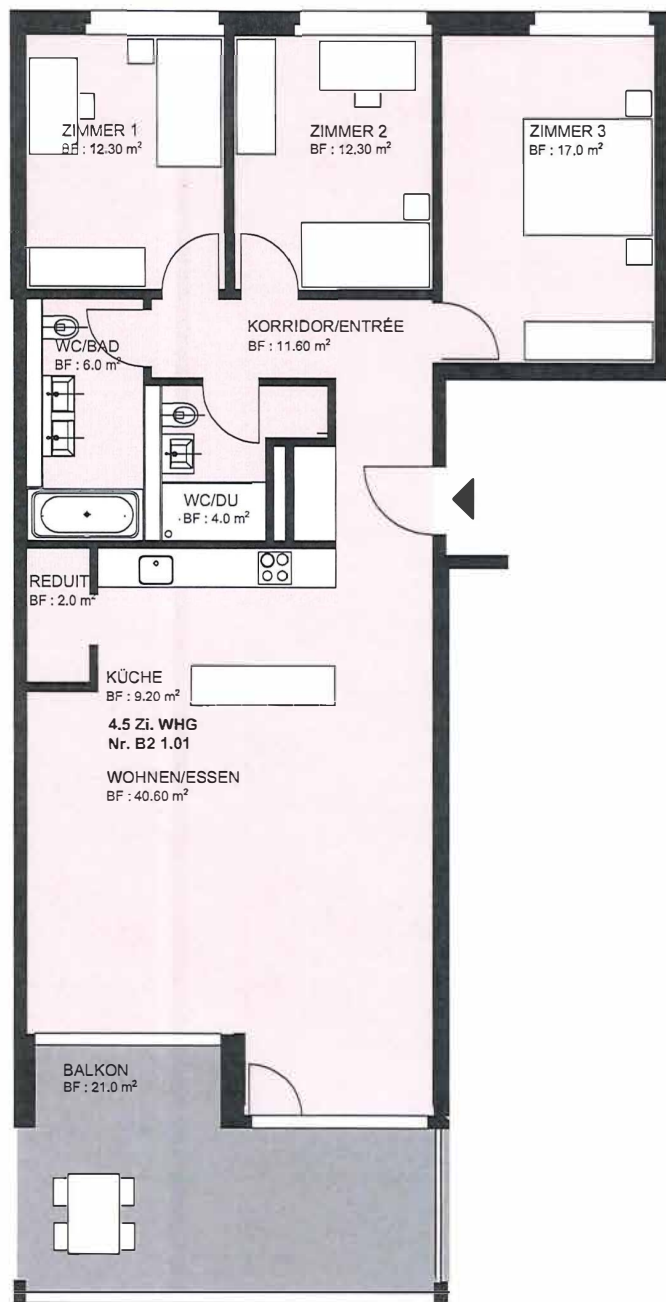 ZIMMER 1
BF : 12.30 m²
ZIMMER 2
BF : 12.30 m²
ZIMMER 3
BF : 17.0 m²
KORRIDOR/ENTRÉE
BF : 11.60 m²
WC/BAD
BF : 6.0 m²
WC/DU
BF : 4.0 m²
REDUIT
BF : 2.0 m²
KÜCHE
BF : 9.20 m²
4.5 Zi. WHG
Nr. B2 1.01
WOHNEN/ESSEN
BF : 40.60 m²
BALKON
BF : 21.0 m²